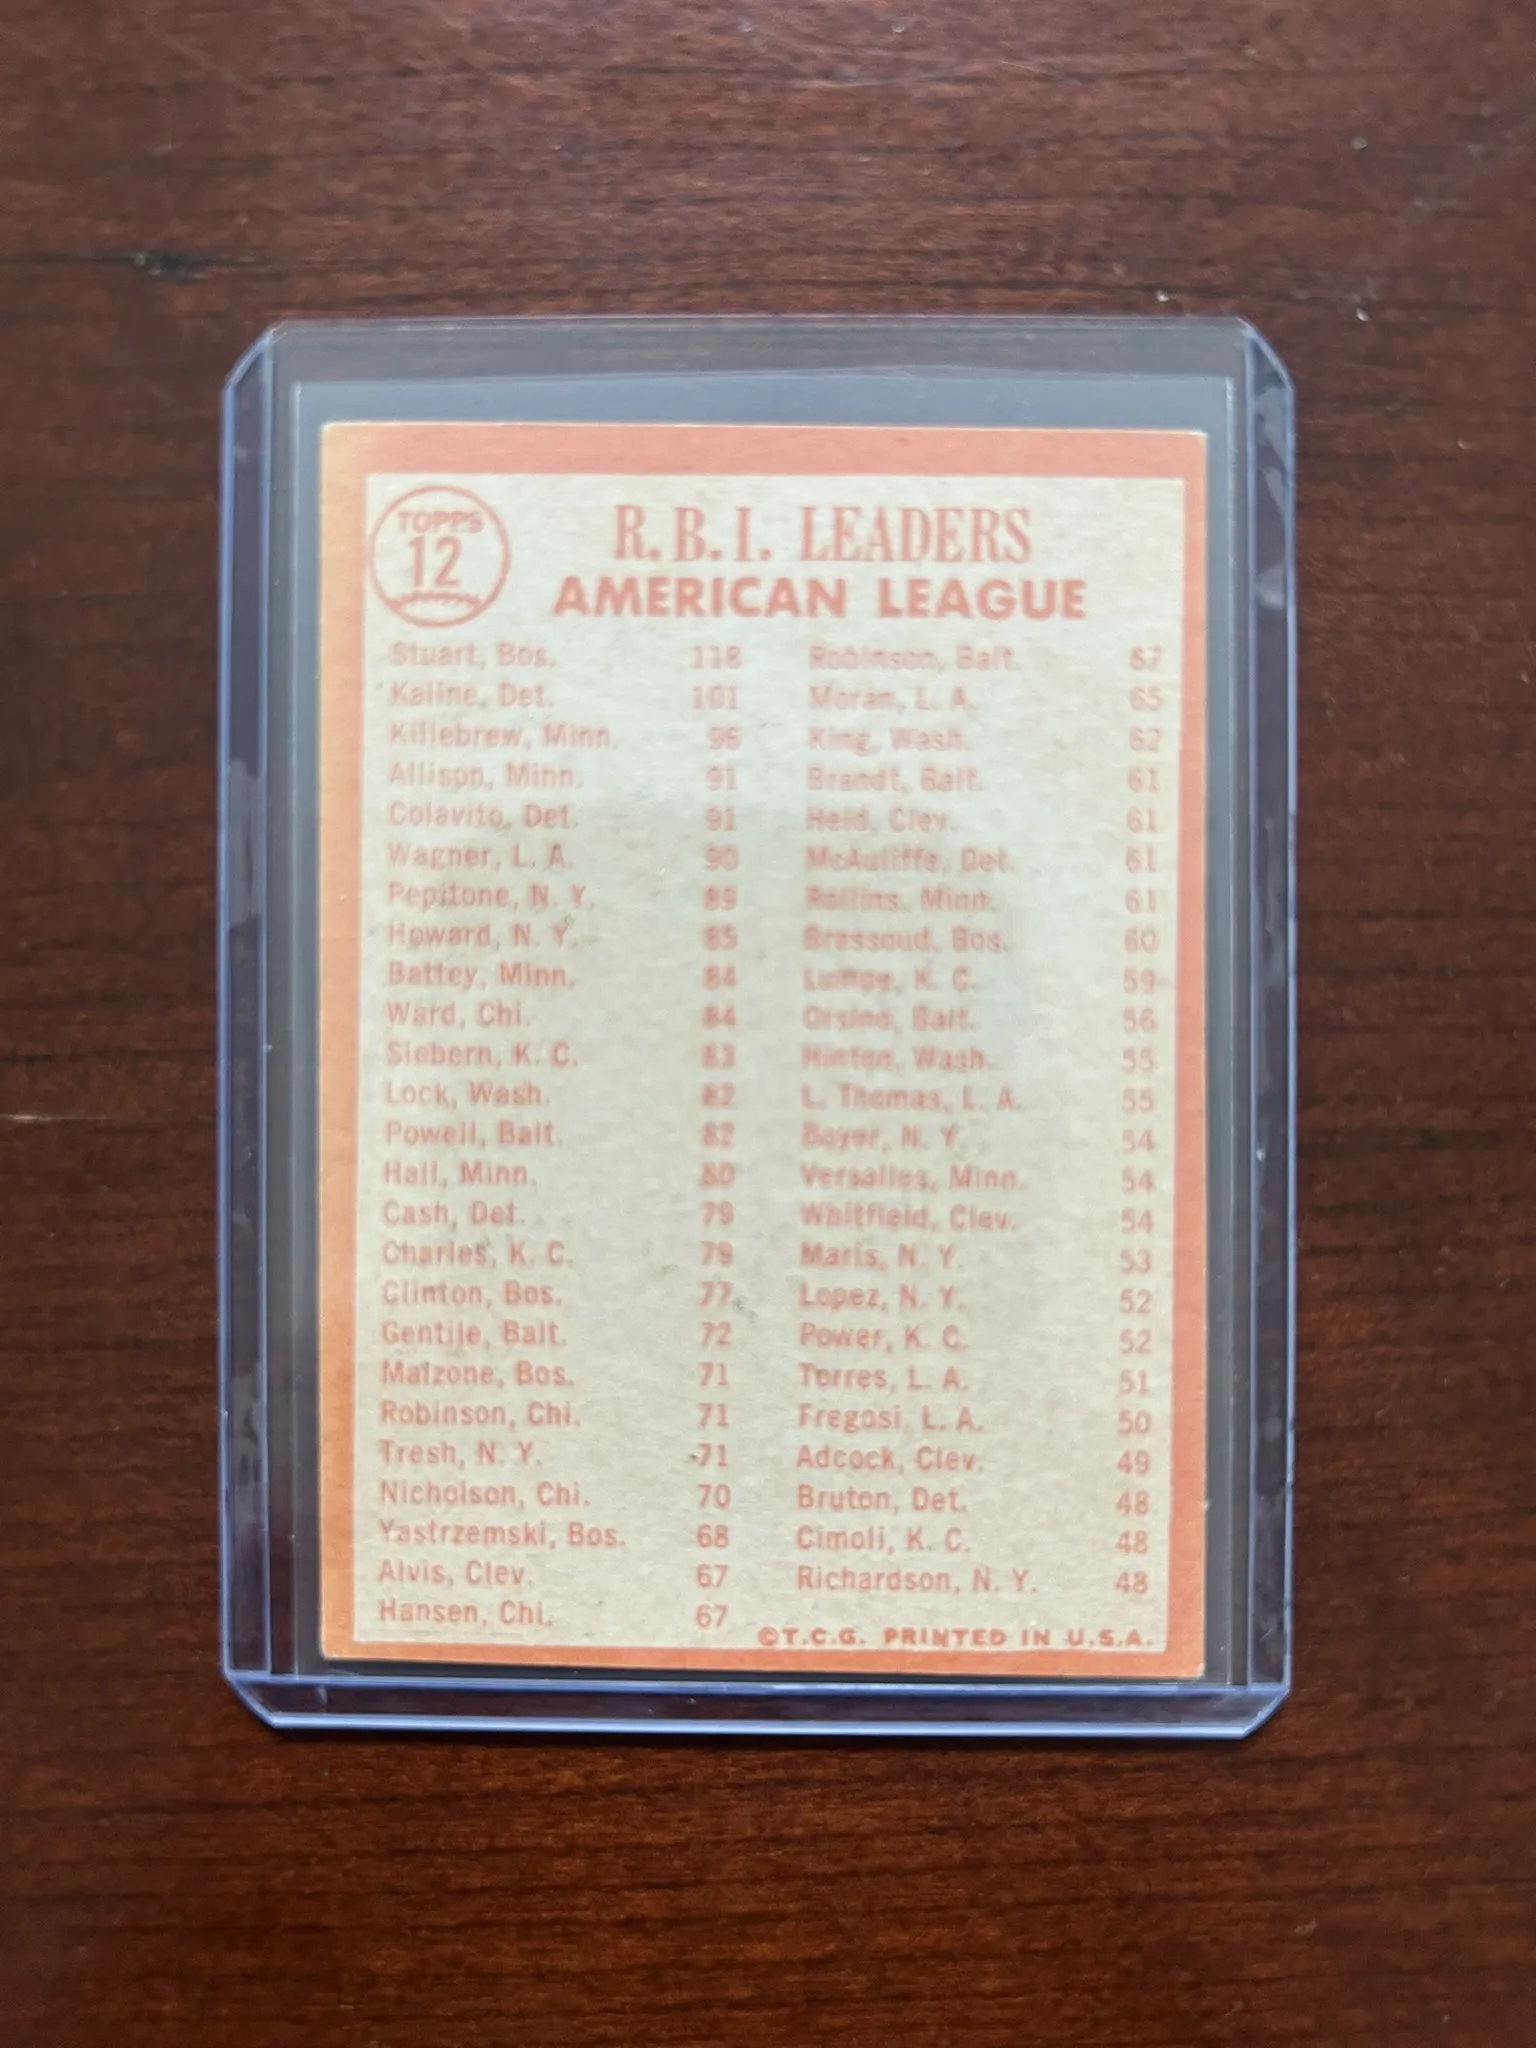 TOPPS
12
R. B. I. LEADERS
AMERICAN LEAGUE
Stuart, Bos. 118
Kaline, Det. 101
Killebrew, Minn. 96
Allison, Minn. 91
Colavito, Det. 91
Wagner, L. A. 90
Pepitone, N. Y. 89
Howard, N. Y. 85
Battey, Minn. 84
Ward, Chi. 84
Siebern, K. C. 83
Lock, Wash. 82
Powell, Balt. 82
Hall, Minn. 80
Cash, Det. 79
Charles, K. C. 79
Clinton, Bos. 77
Gentile, Balt. 72
Malzone, Bos. 71
Robinson, Chi. 71
Tresh, N. Y. 71
Nicholson, Chi. 70
Yastrzemski, Bos. 68
Alvis, Clev. 67
Hansen, Chi. 67
Robinson, Balt. 67
Moran, L. A. 65
King, Wash. 62
Brandt, Balt. 61
Held, Clev. 61
McAuliffe, Det. 61
Rollins, Minn. 61
Bressoud, Bos. 60
Lumpe, K. C. 59
Orsino, Balt. 56
Hinton, Wash. 55
L. Thomas, L. A. 55
Boyer, N. Y. 54
Versalles, Minn. 54
Whitfield, Clev. 54
Maris, N. Y. 53
Lopez, N. Y. 52
Power, K. C. 52
Torres, L. A. 51
Fregosi, L. A. 50
Adcock, Clev. 49
Bruton, Det. 48
Cimoli, K. C. 48
Richardson, N. Y. 48
©T.C.G. PRINTED IN U.S.A.